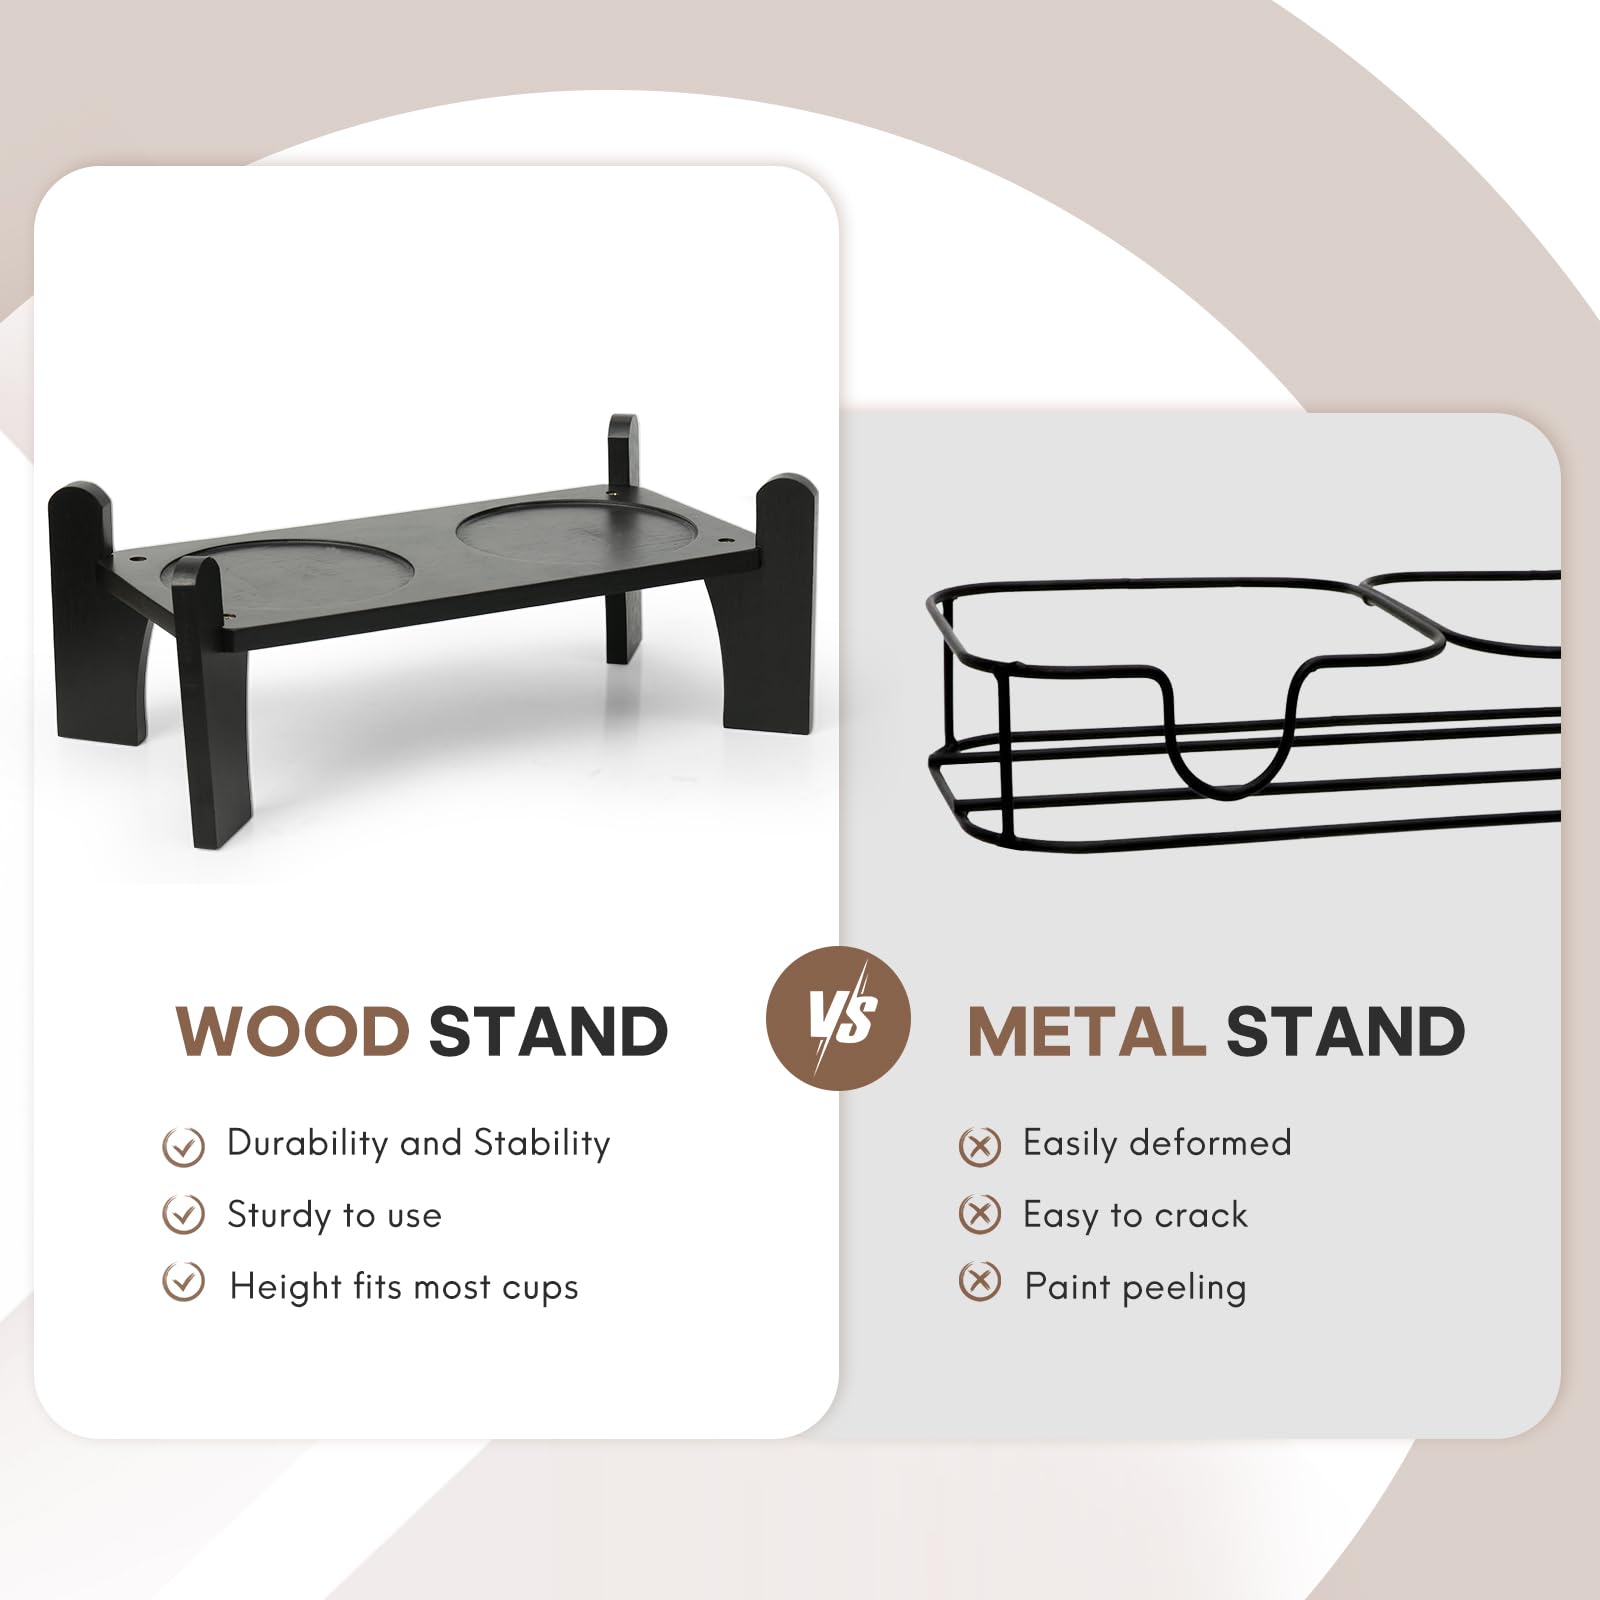 WOOD STAND
Durability and Stability
Sturdy to use
Height fits most cups
VS
METAL STAND
Easily deformed
Easy to crack
Paint peeling